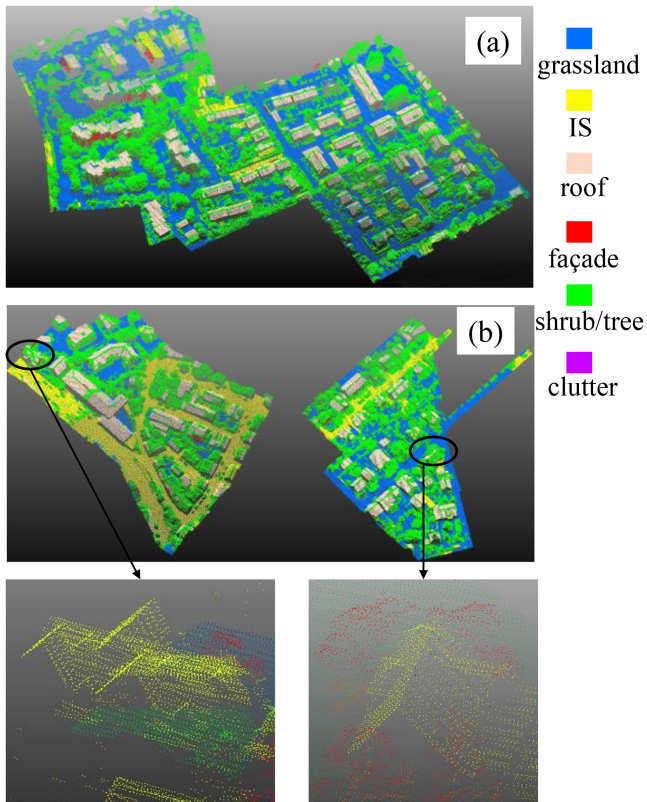 (a)
grassland
IS
roof
façade
shrub/tree
clutter
(b)